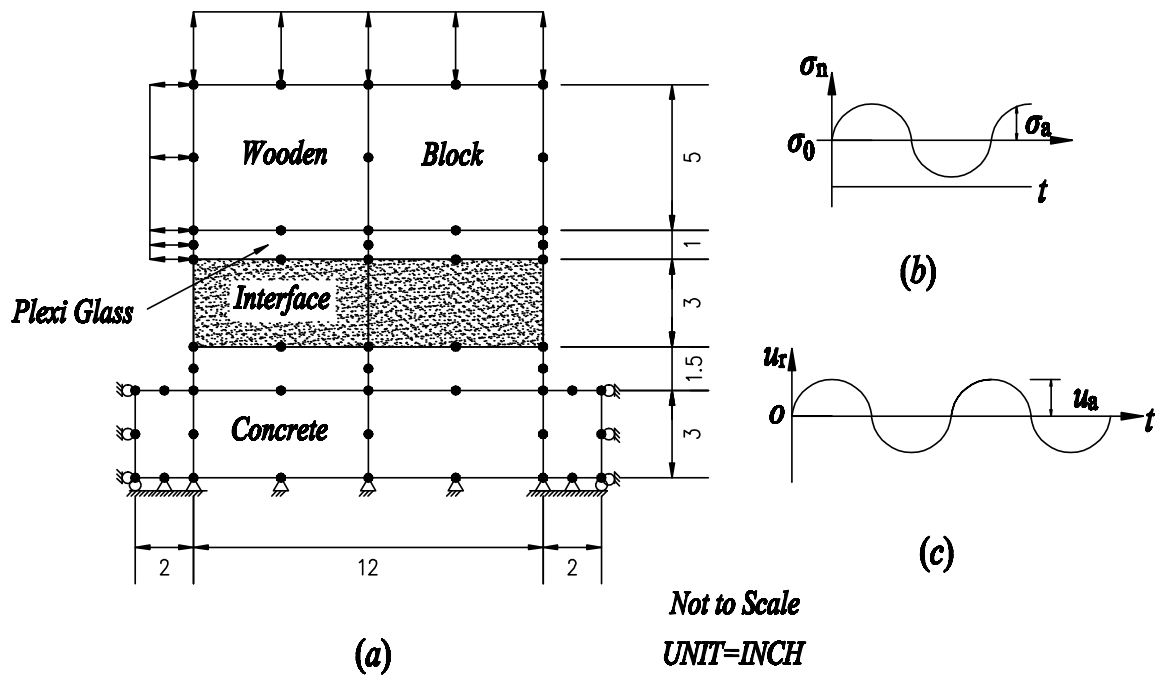 Wooden
Block
Plexi Glass
Interface
Concrete
5
1
3
1.5
3
2
12
2
(a)
σn
σ0
σa
t
(b)
ur
o
ua
t
(c)
Not to Scale
UNIT=INCH